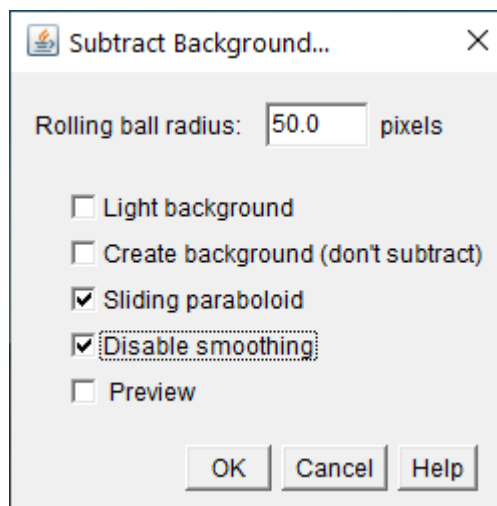 Subtract Background...
Rolling ball radius: 50.0 pixels
Light background
Create background (don't subtract)
Sliding paraboloid
Disable smoothing
Preview
OK Cancel Help